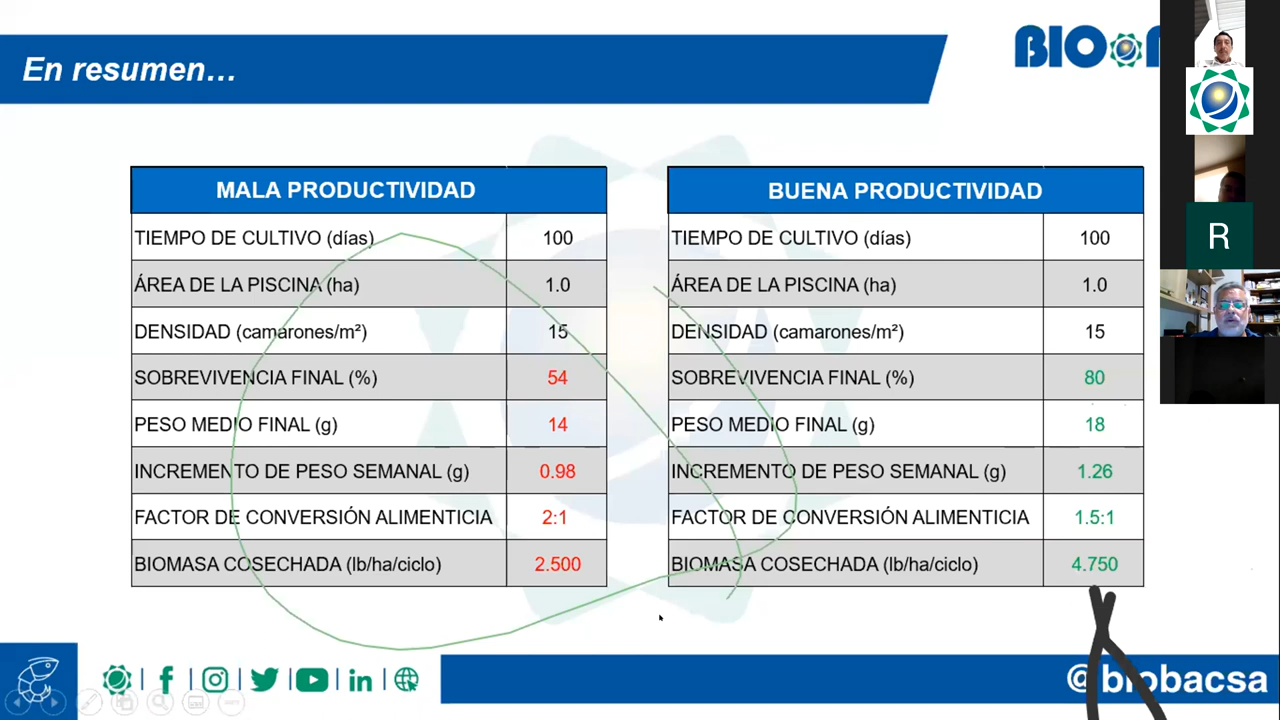 En resumen...
BIO
R
MALA PRODUCTIVIDAD
TIEMPO DE CULTIVO (días) 100
ÁREA DE LA PISCINA (ha) 1.0
DENSIDAD (camarones/m²) 15
SOBREVIVENCIA FINAL (%) 54
PESO MEDIO FINAL (g) 14
INCREMENTO DE PESO SEMANAL (g) 0.98
FACTOR DE CONVERSIÓN ALIMENTICIA 2:1
BIOMASA COSECHADA (lb/ha/ciclo) 2.500
BUENA PRODUCTIVIDAD
TIEMPO DE CULTIVO (días) 100
ÁREA DE LA PISCINA (ha) 1.0
DENSIDAD (camarones/m²) 15
SOBREVIVENCIA FINAL (%) 80
PESO MEDIO FINAL (g) 18
INCREMENTO DE PESO SEMANAL (g) 1.26
FACTOR DE CONVERSIÓN ALIMENTICIA 1.5:1
BIOMASA COSECHADA (lb/ha/ciclo) 4.750
@biobacsa